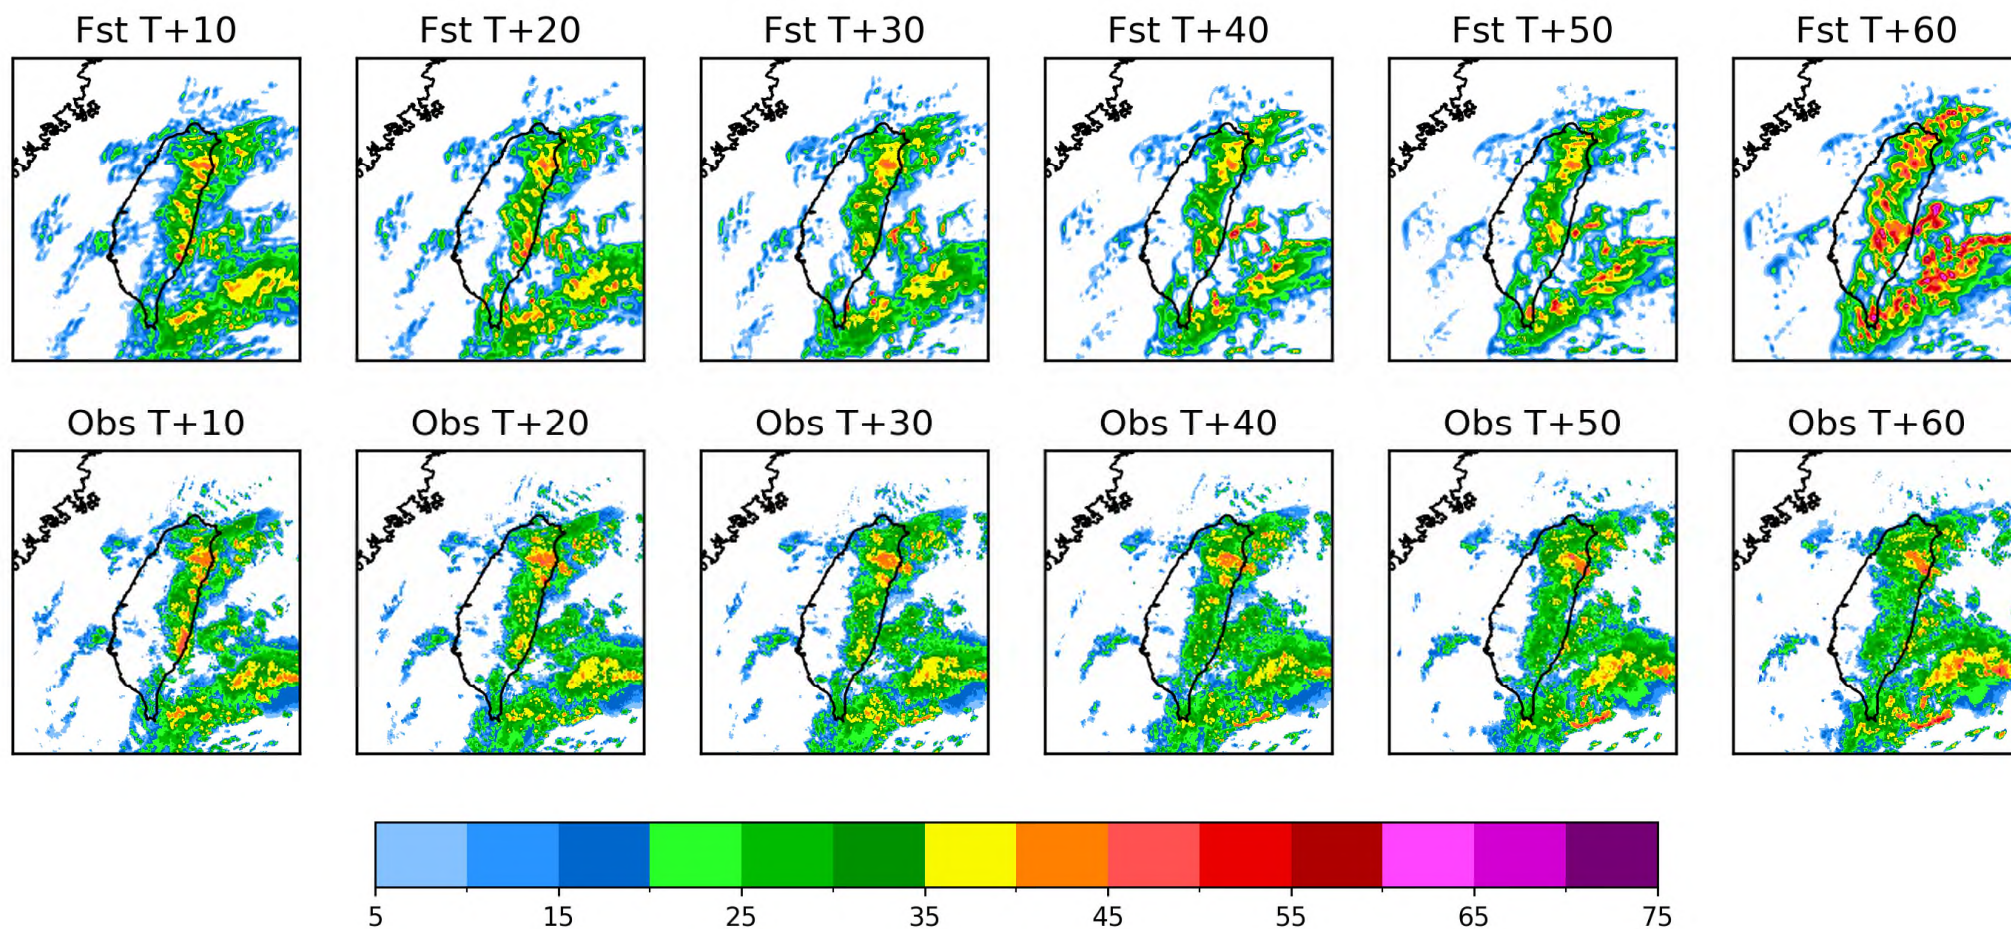 Fst T+10 Fst T+20 Fst T+30 Fst T+40 Fst T+50 Fst T+60
Obs T+10 Obs T+20 Obs T+30 Obs T+40 Obs T+50 Obs T+60
5 15 25 35 45 55 65 75